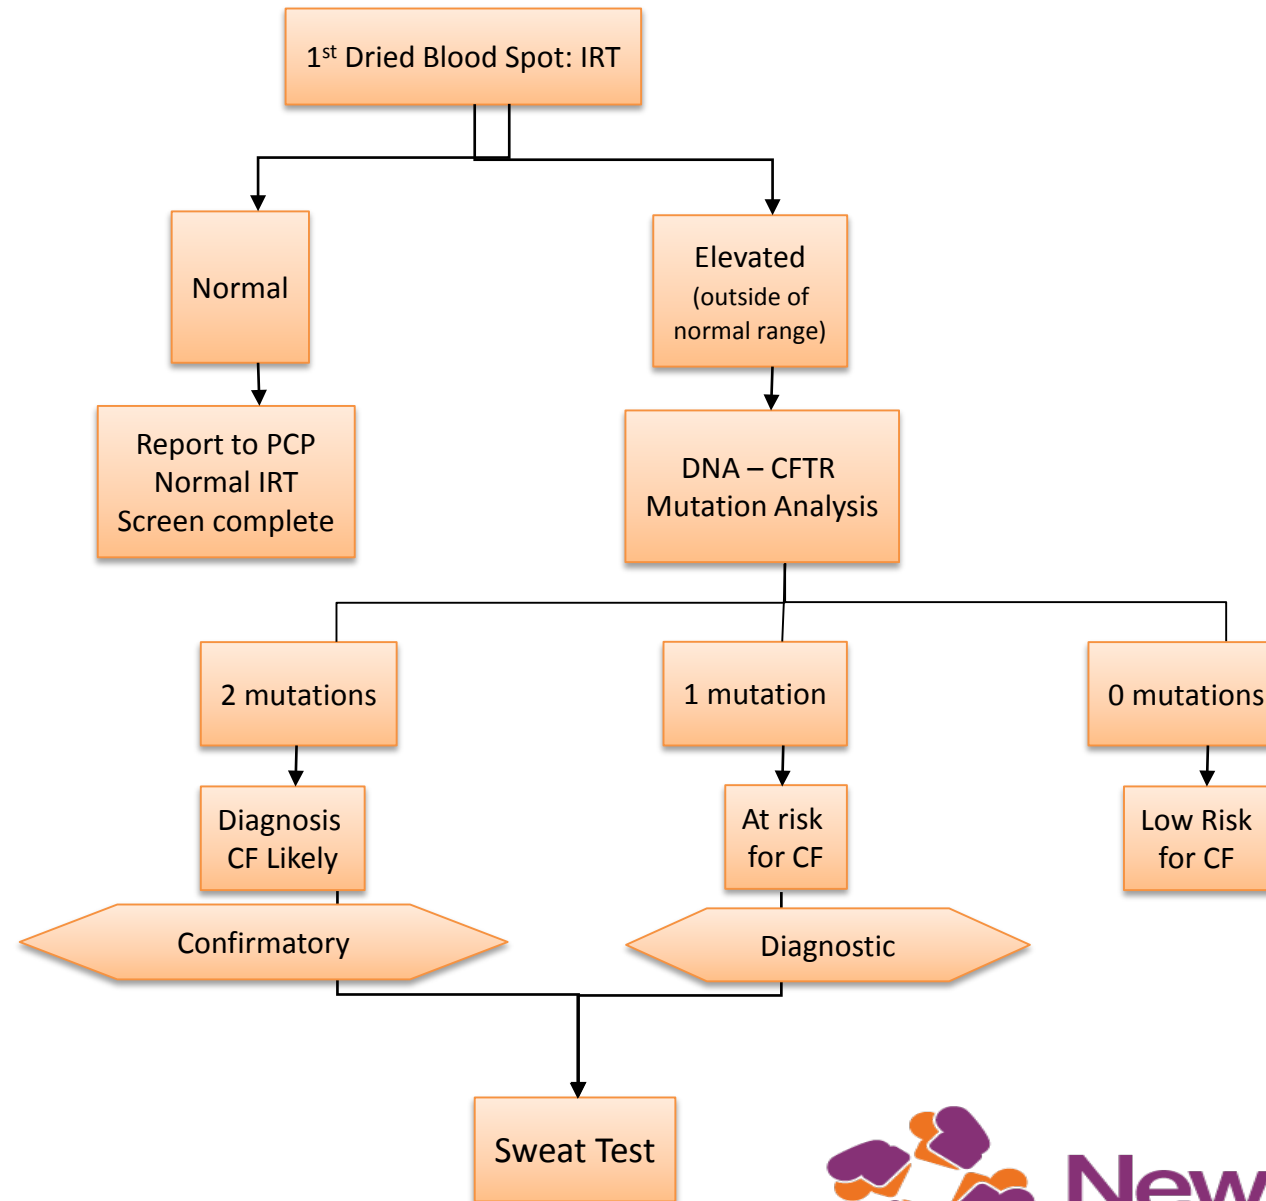 1st Dried Blood Spot: IRT
Normal
Elevated
(outside of
normal range)
Report to PCP
Normal IRT
Screen complete
DNA – CFTR
Mutation Analysis
2 mutations
1 mutation
0 mutations
Diagnosis
CF Likely
At risk
for CF
Low Risk
for CF
Confirmatory
Diagnostic
Sweat Test
New